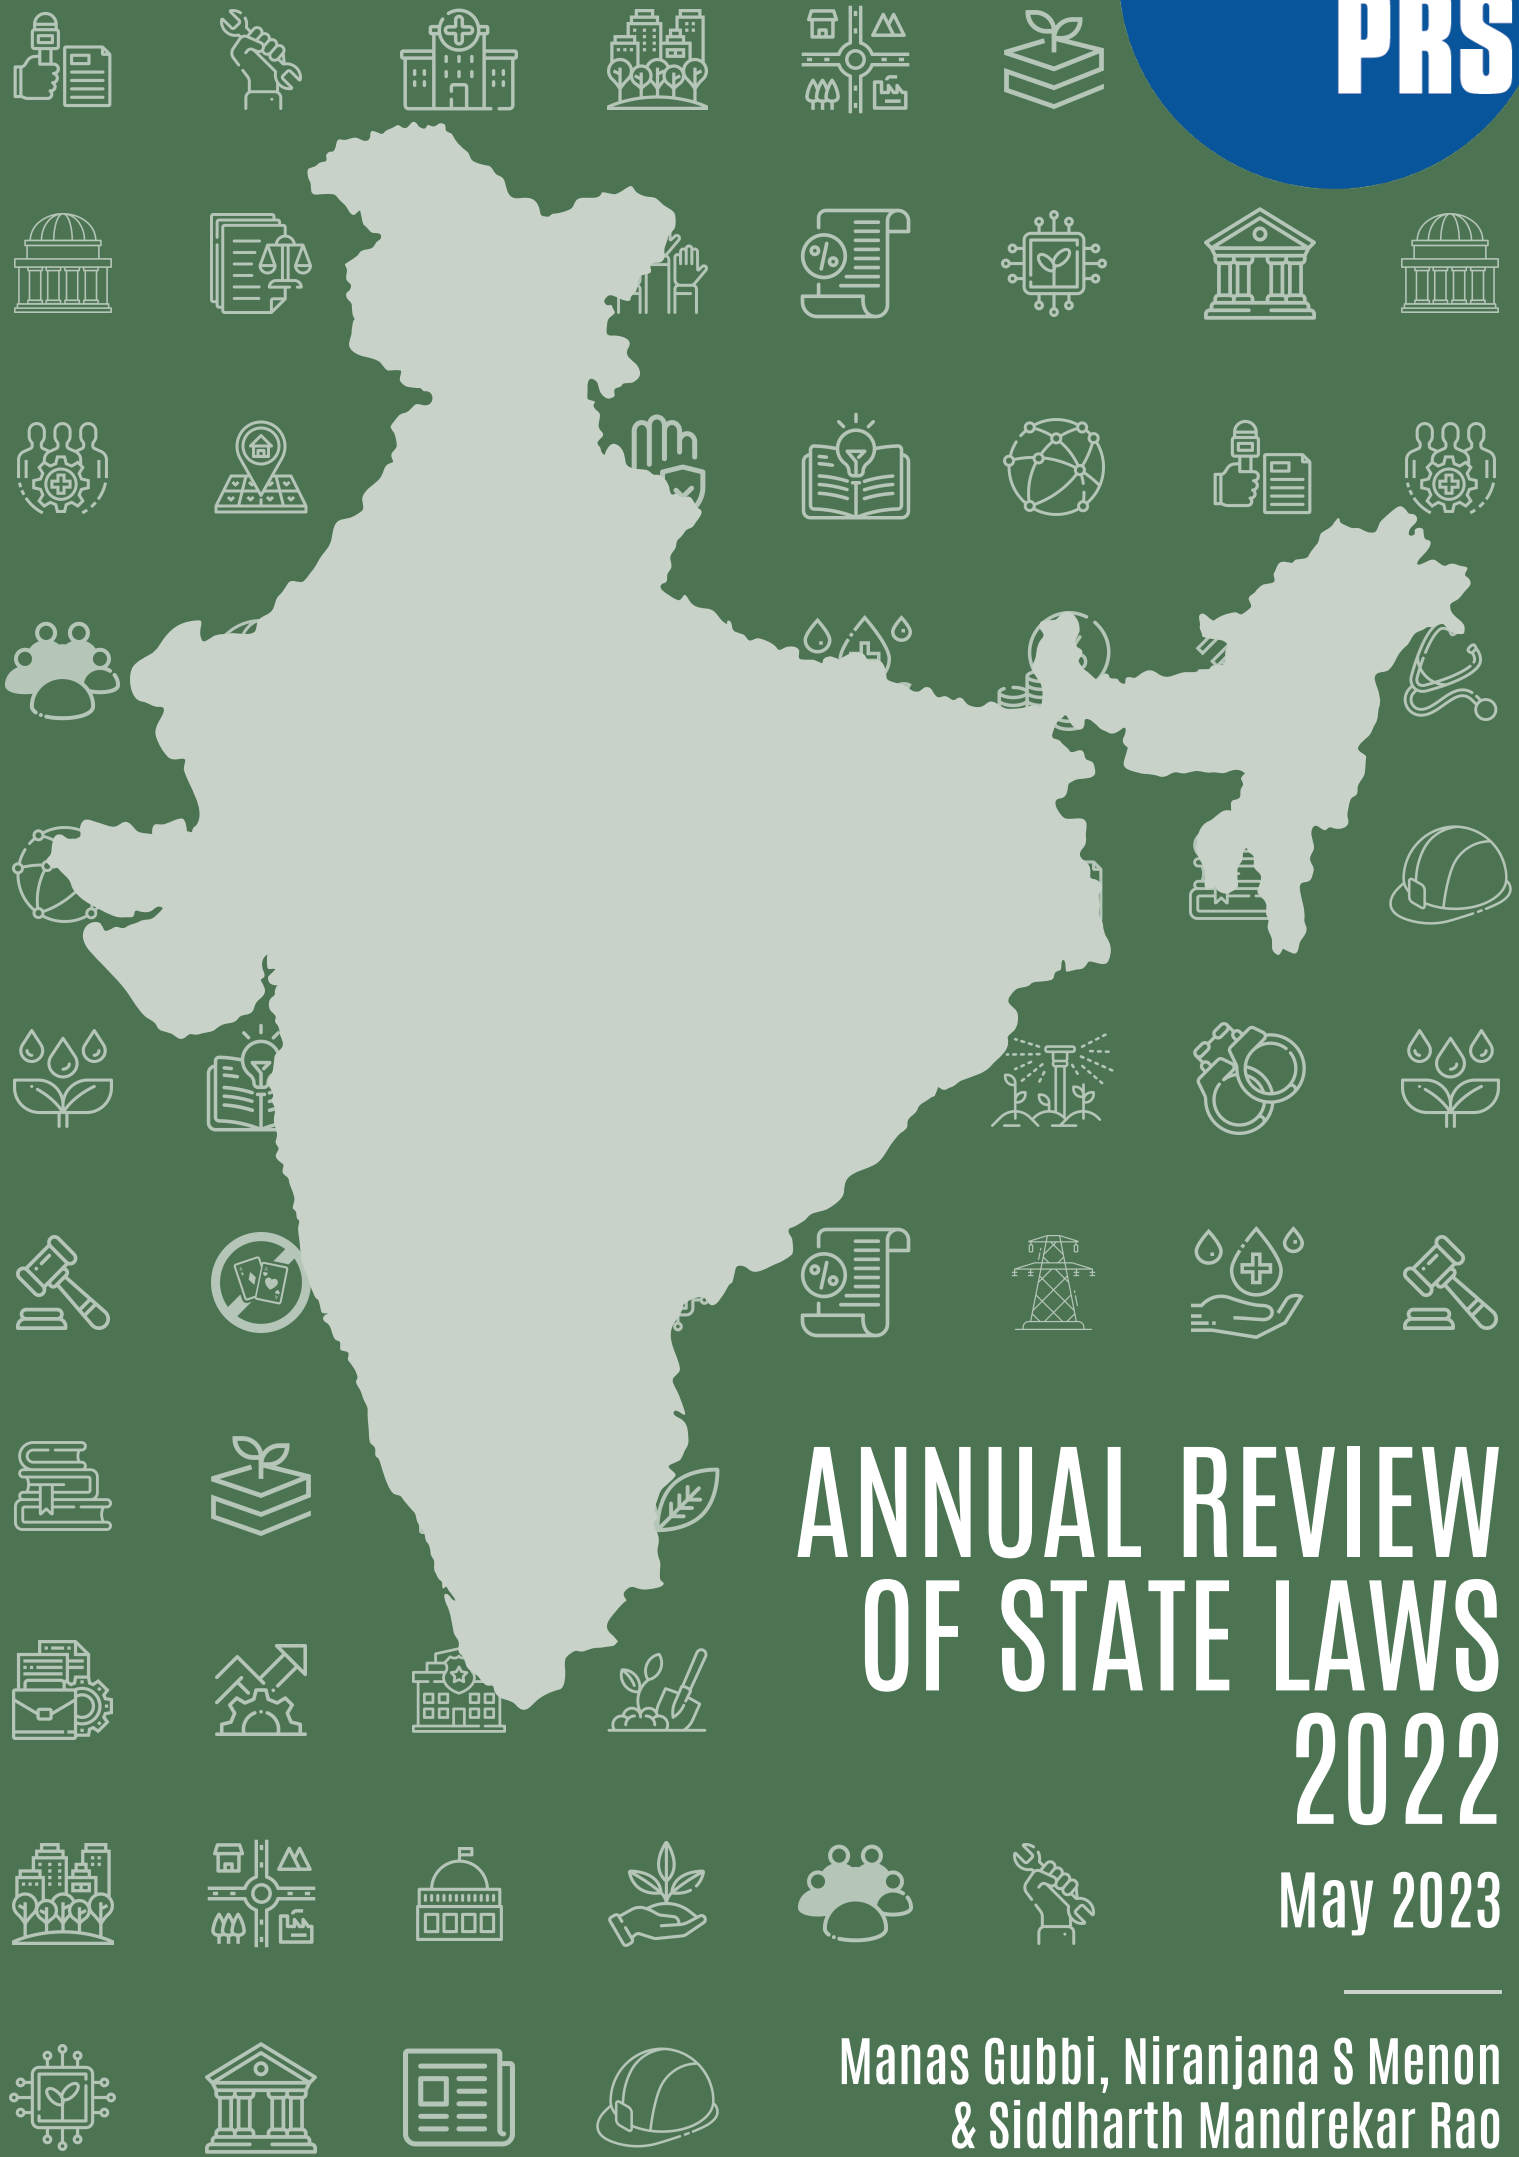 PRS
ANNUAL REVIEW
OF STATE LAWS
2022
May 2023
Manas Gubbi, Niranjana S Menon
& Siddharth Mandrekar Rao